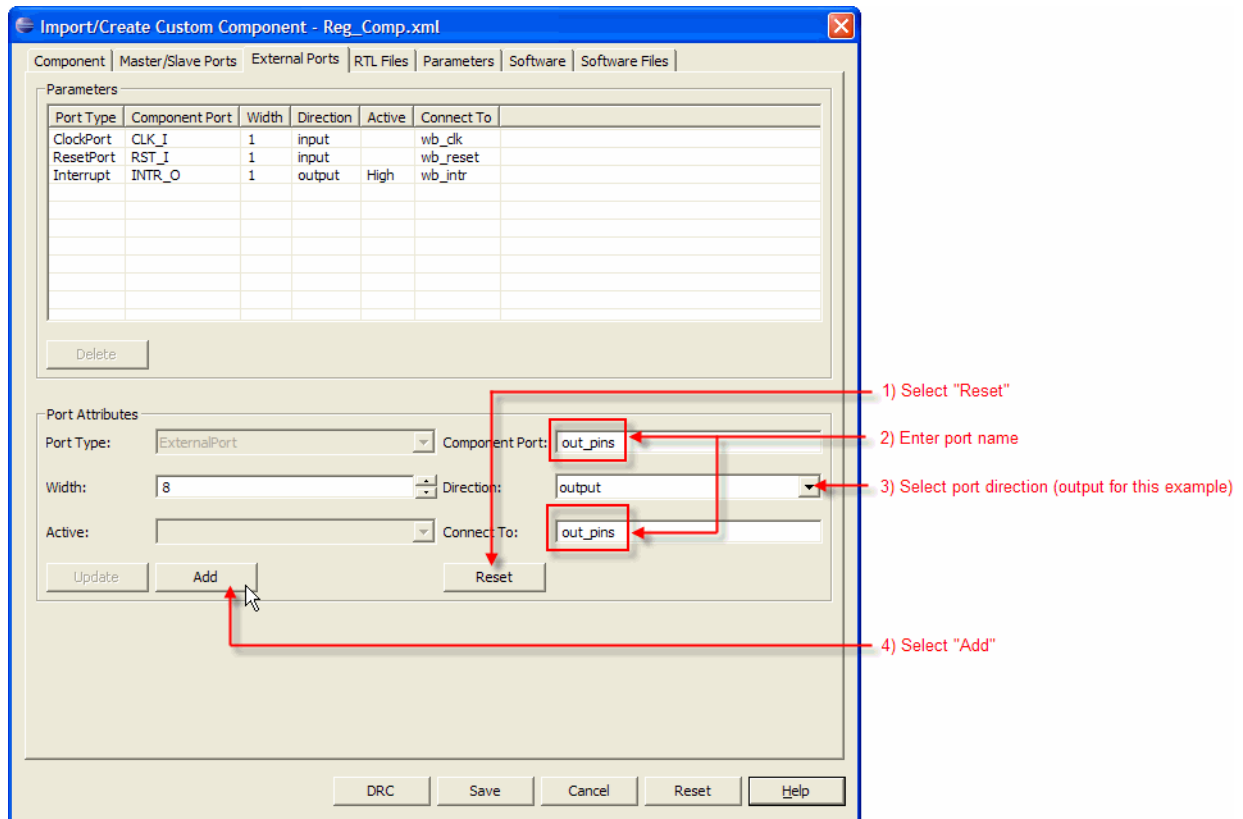 Import/Create Custom Component - Reg_Comp.xml
Component Master/Slave Ports External Ports RTL Files Parameters Software Software Files
Parameters
Port Type Component Port Width Direction Active Connect To
ClockPort CLK_I 1 input wb_clk
ResetPort RST_I 1 input wb_reset
Interrupt INTR_O 1 output High wb_intr
Delete
1) Select "Reset"
Port Attributes
Port Type: ExternalPort Component Port: out_pins
2) Enter port name
Width: 8 Direction: output
3) Select port direction (output for this example)
Active: Connect To: out_pins
Update Add Reset
4) Select "Add"
DRC Save Cancel Reset Help